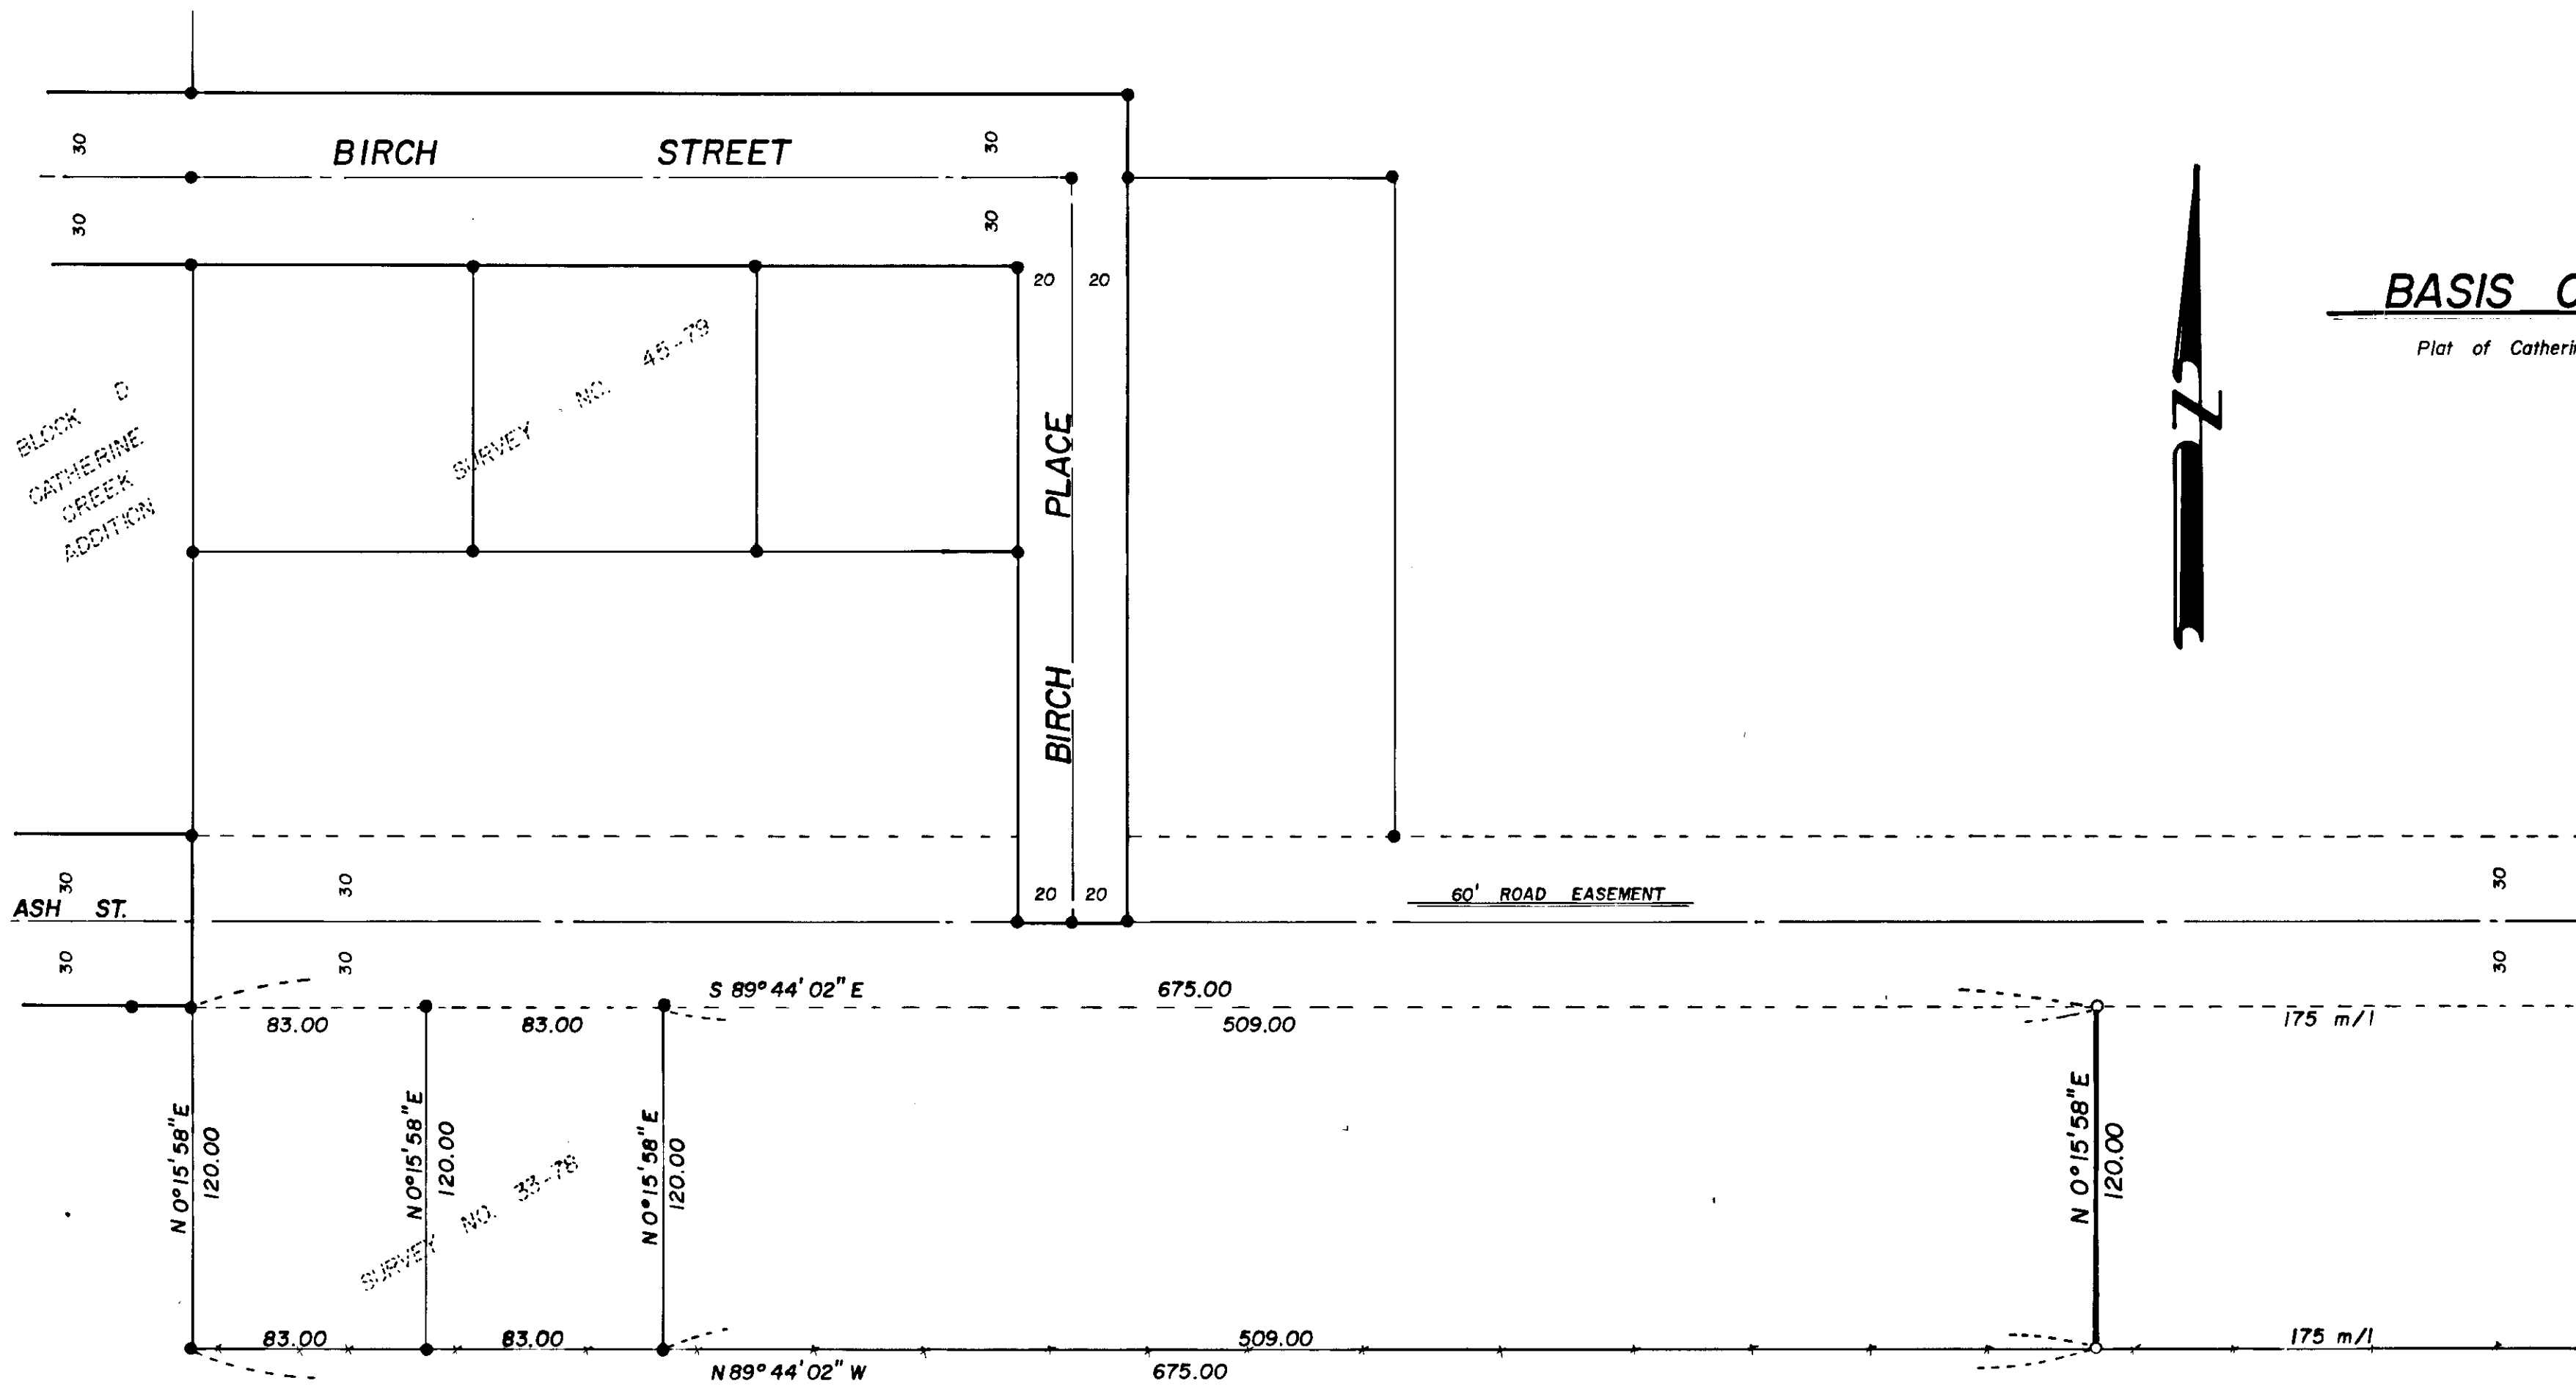 BIRCH STREET
30
30
30
30
20 20
BASIS
Plat of
SURVEY NO. 45-79
BLOCK D
CATHERINE
CREEK
ADDITION
BIRCH PLACE
Z
30
30
30
20 20
60' ROAD EASEMENT
ASH ST.
30
30
30
S 89° 44' 02" E 675.00
83.00 83.00 509.00 175 m/l
N 0° 15' 58" E
120.00
N 0° 15' 58" E
120.00
N 0° 15' 58" E
120.00
N 0° 15' 58" E
120.00
SURVEY NO. 33-78
83.00 83.00 509.00 175 m/l
N 89° 44' 02" W 675.00